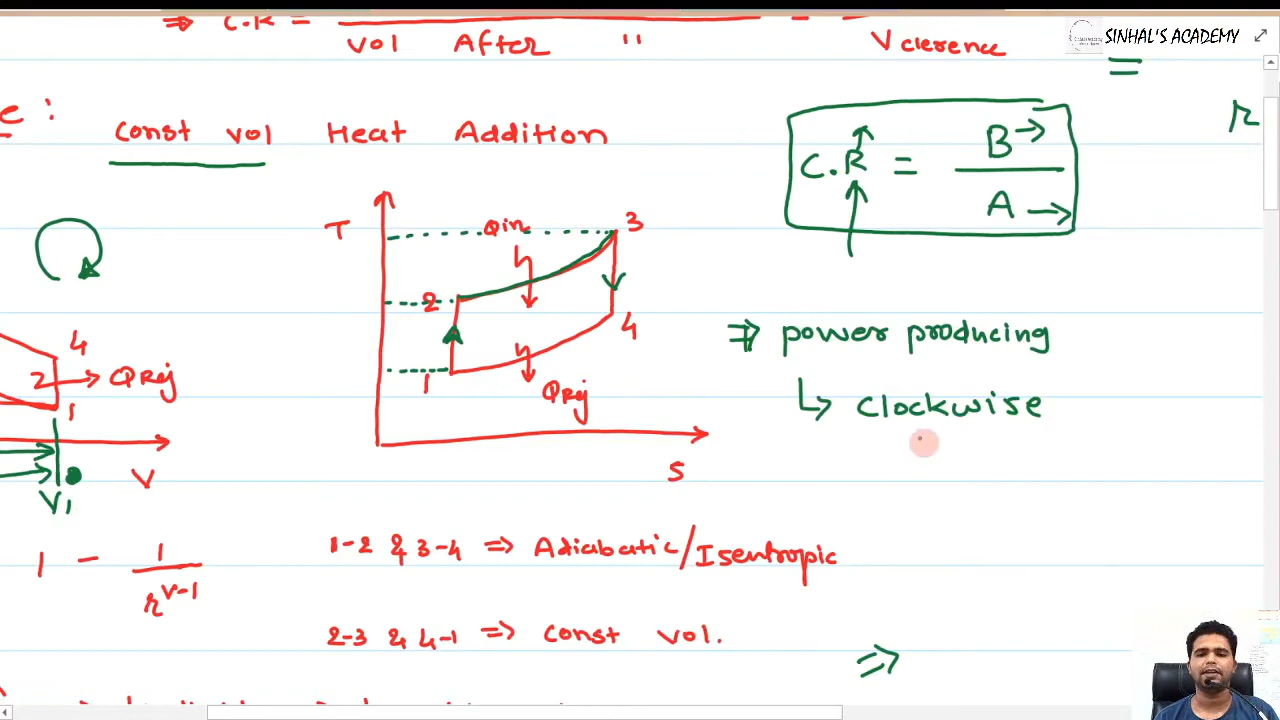 ⇒ C.R = =
Vol After " Vclerence
SINHAL'S ACADEMY
e :
const vol Heat Addition
C.R = B
A
r
T Qin 3
2
4
1 QRej
S
4
2 → QRej
1
V
V1
⇒ power producing
↳ clockwise
1 - 1
r^γ-1
1-2 & 3-4 ⇒ Adiabatic/Isentropic
2-3 & 4-1 ⇒ const vol.
⇒